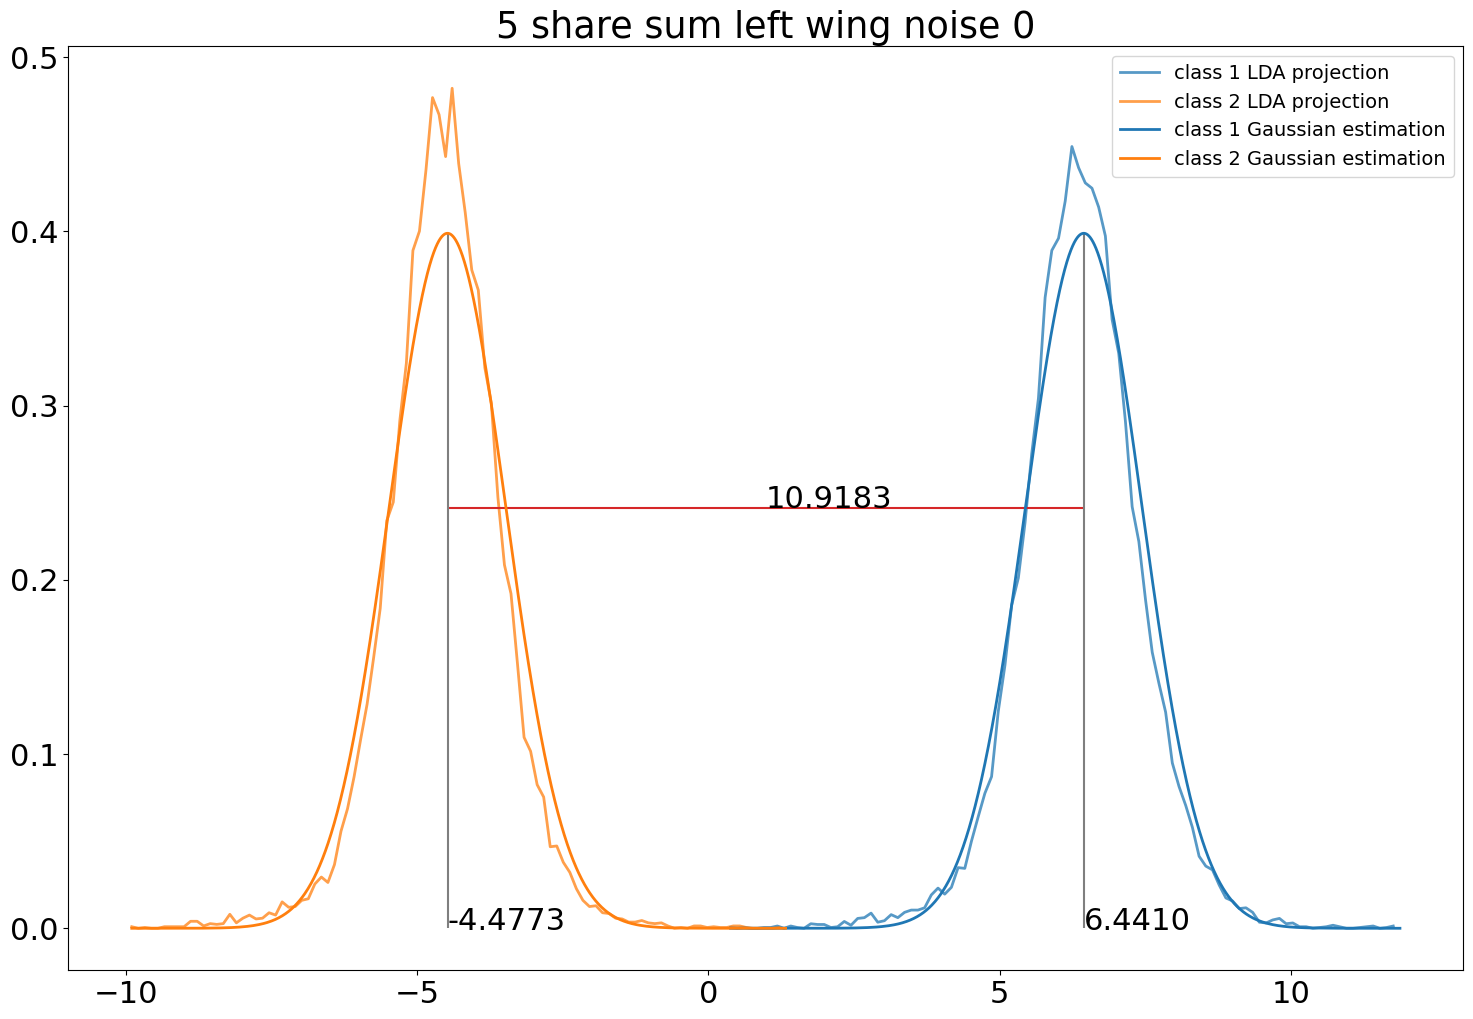 5 share sum left wing noise 0
class 1 LDA projection
class 2 LDA projection
class 1 Gaussian estimation
class 2 Gaussian estimation
0.5
0.4
0.3
0.2
0.1
0.0
10.9183
-4.4773
6.4410
−10
−5
0
5
10